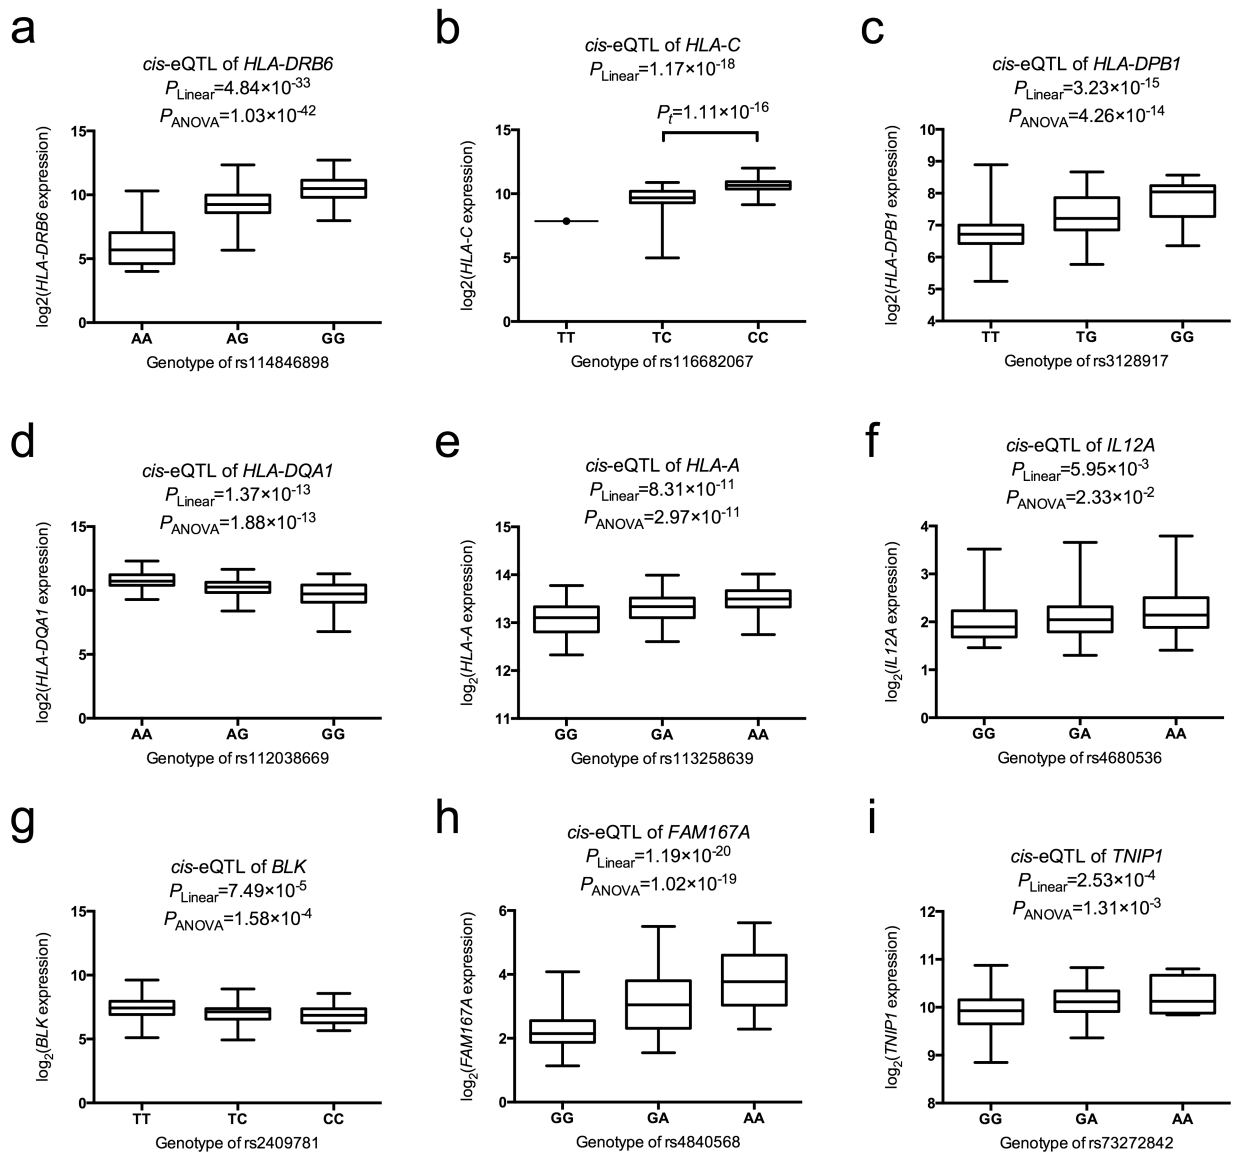 a
cis-eQTL of HLA-DRB6
PLinear=4.84×10-33
PANOVA=1.03×10-42
log2(HLA-DRB6 expression)
15
10
5
0
AA AG GG
Genotype of rs114846898
b
cis-eQTL of HLA-C
PLinear=1.17×10-18
Pt=1.11×10-16
log2(HLA-C expression)
15
10
5
0
TT TC CC
Genotype of rs116682067
c
cis-eQTL of HLA-DPB1
PLinear=3.23×10-15
PANOVA=4.26×10-14
log2(HLA-DPB1 expression)
10
9
8
7
6
5
4
TT TG GG
Genotype of rs3128917
d
cis-eQTL of HLA-DQA1
PLinear=1.37×10-13
PANOVA=1.88×10-13
log2(HLA-DQA1 expression)
15
10
5
0
AA AG GG
Genotype of rs112038669
e
cis-eQTL of HLA-A
PLinear=8.31×10-11
PANOVA=2.97×10-11
log2(HLA-A expression)
15
14
13
12
11
GG GA AA
Genotype of rs113258639
f
cis-eQTL of IL12A
PLinear=5.95×10-3
PANOVA=2.33×10-2
log2(IL12A expression)
4
3
2
1
0
GG GA AA
Genotype of rs4680536
g
cis-eQTL of BLK
PLinear=7.49×10-5
PANOVA=1.58×10-4
log2(BLK expression)
15
10
5
0
TT TC CC
Genotype of rs2409781
h
cis-eQTL of FAM167A
PLinear=1.19×10-20
PANOVA=1.02×10-19
log2(FAM167A expression)
6
4
2
0
GG GA AA
Genotype of rs4840568
i
cis-eQTL of TNIP1
PLinear=2.53×10-4
PANOVA=1.31×10-3
log2(TNIP1 expression)
12
11
10
9
8
GG GA AA
Genotype of rs73272842